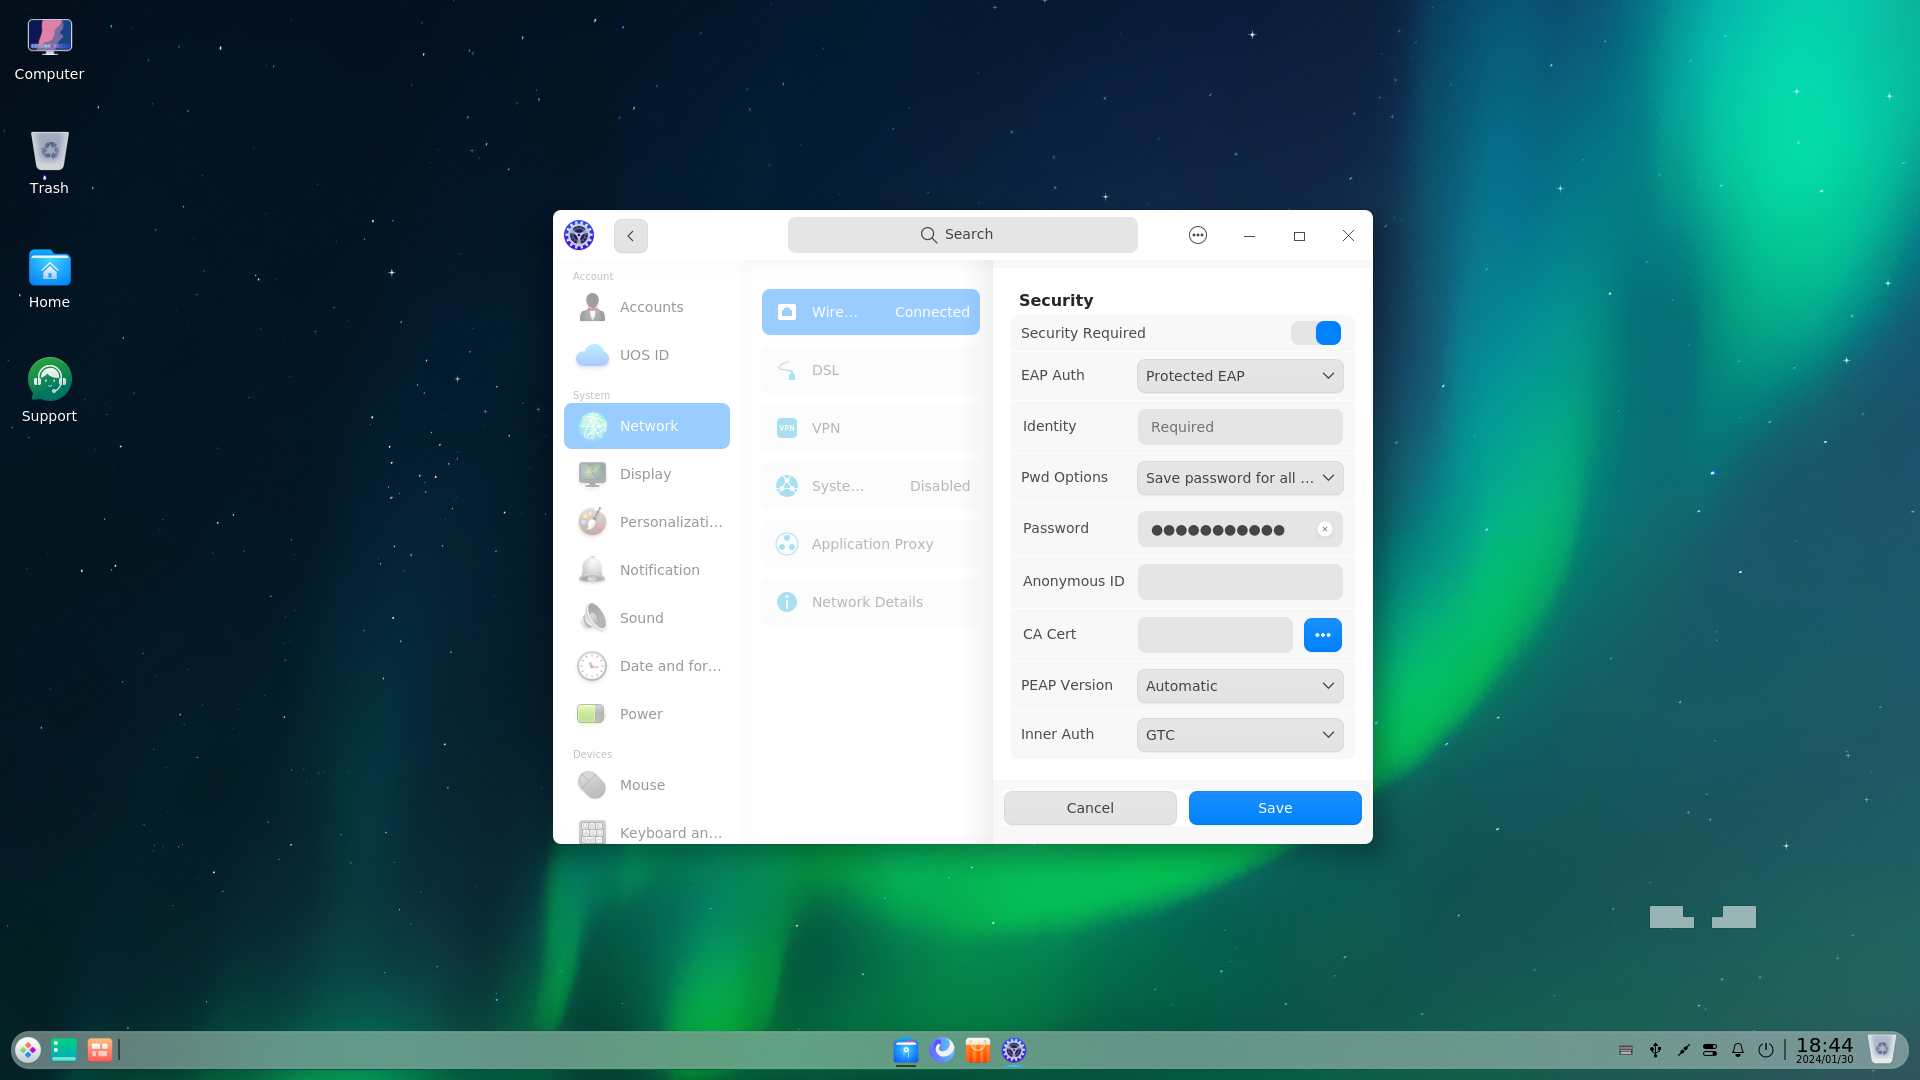 Computer
Trash
Home
Support
Search
Account
Accounts
UOS ID
System
Network
Display
Personalizati...
Notification
Sound
Date and for...
Power
Devices
Mouse
Keyboard an...
Wire... Connected
DSL
VPN VPN
Syste... Disabled
Application Proxy
Network Details
Security
Security Required
EAP Auth Protected EAP
Identity Required
Pwd Options Save password for all ...
Password ●●●●●●●●●●●
Anonymous ID
CA Cert
PEAP Version Automatic
Inner Auth GTC
Cancel Save
18:44
2024/01/30